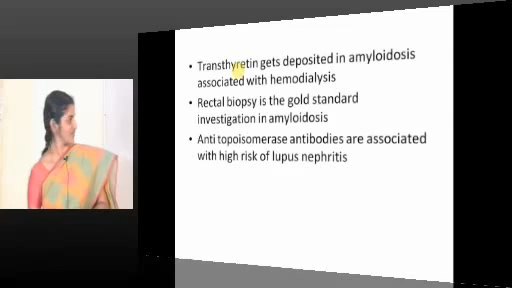 • Transthyretin gets deposited in amyloidosis
associated with hemodialysis
• Rectal biopsy is the gold standard
investigation in amyloidosis
• Anti topoisomerase antibodies are associated
with high risk of lupus nephritis